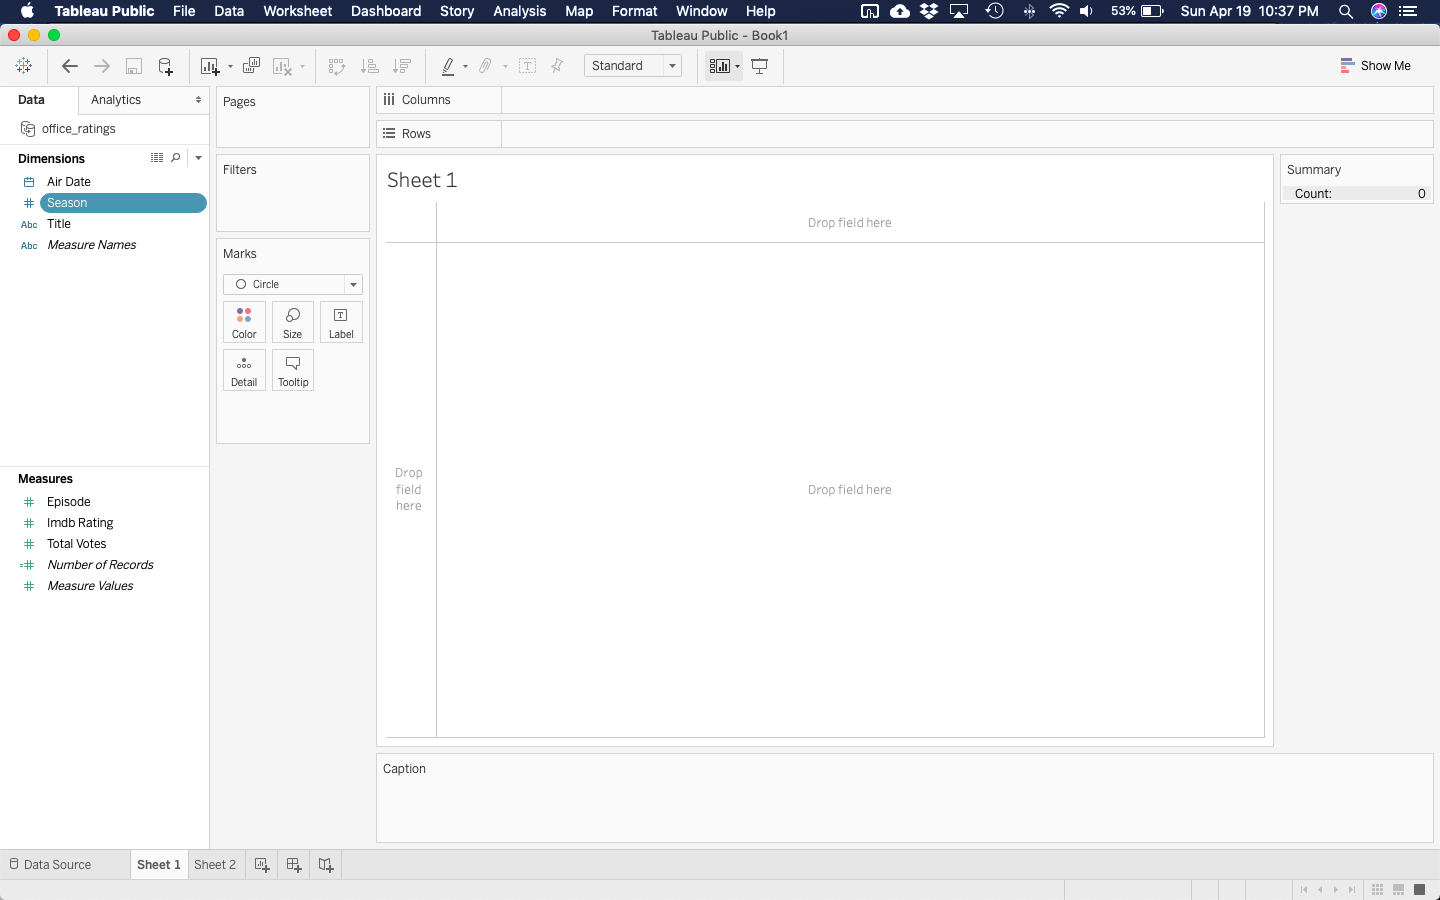 Tableau Public File Data Worksheet Dashboard Story Analysis Map Format Window Help 53% Sun Apr 19 10:37 PM
Tableau Public - Book1
Standard Show Me
Data Analytics
office_ratings
Dimensions
Air Date
Season
Abc Title
Abc Measure Names
Measures
Episode
Imdb Rating
Total Votes
Number of Records
Measure Values
Pages
Filters
Marks
Circle
Color Size T Label
Detail Tooltip
Columns
Rows
Sheet 1
Drop field here
Drop
field
here
Drop field here
Summary
Count: 0
Caption
Data Source Sheet 1 Sheet 2